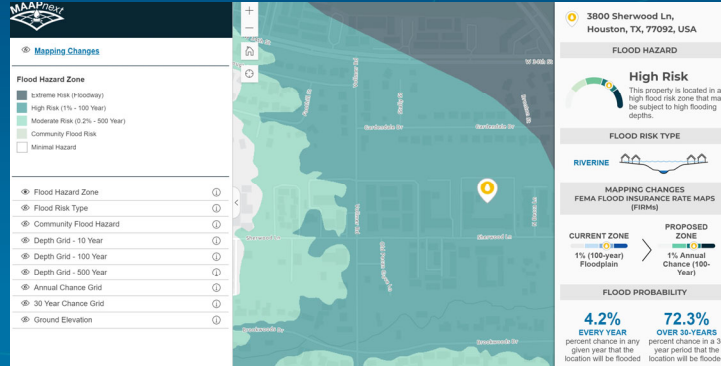 MAAPnext
Mapping Changes
Flood Hazard Zone
Extreme Risk (Floodway)
High Risk (1% - 100 Year)
Moderate Risk (0.2% - 500 Year)
Community Flood Risk
Minimal Hazard
Flood Hazard Zone
Flood Risk Type
Community Flood Hazard
Depth Grid - 10 Year
Depth Grid - 100 Year
Depth Grid - 500 Year
Annual Chance Grid
30 Year Chance Grid
Ground Elevation
W 34th St
Gardendale Dr
Gardendale Dr
Sherwood Ln
Brookwoods Dr
Brookwoods Dr
3800 Sherwood Ln,
Houston, TX, 77092, USA
FLOOD HAZARD
High Risk
This property is located in a
high flood risk zone that ma
be subject to high flooding
depths.
FLOOD RISK TYPE
RIVERINE
MAPPING CHANGES
FEMA FLOOD INSURANCE RATE MAPS
(FIRMs)
CURRENT ZONE
1% (100-year)
Floodplain
PROPOSED
ZONE
1% Annual
Chance (100-
Year)
FLOOD PROBABILITY
4.2%
EVERY YEAR
percent chance in any
given year that the
location will be flooded
72.3%
OVER 30-YEARS
percent chance in a 3
year period that the
location will be floode